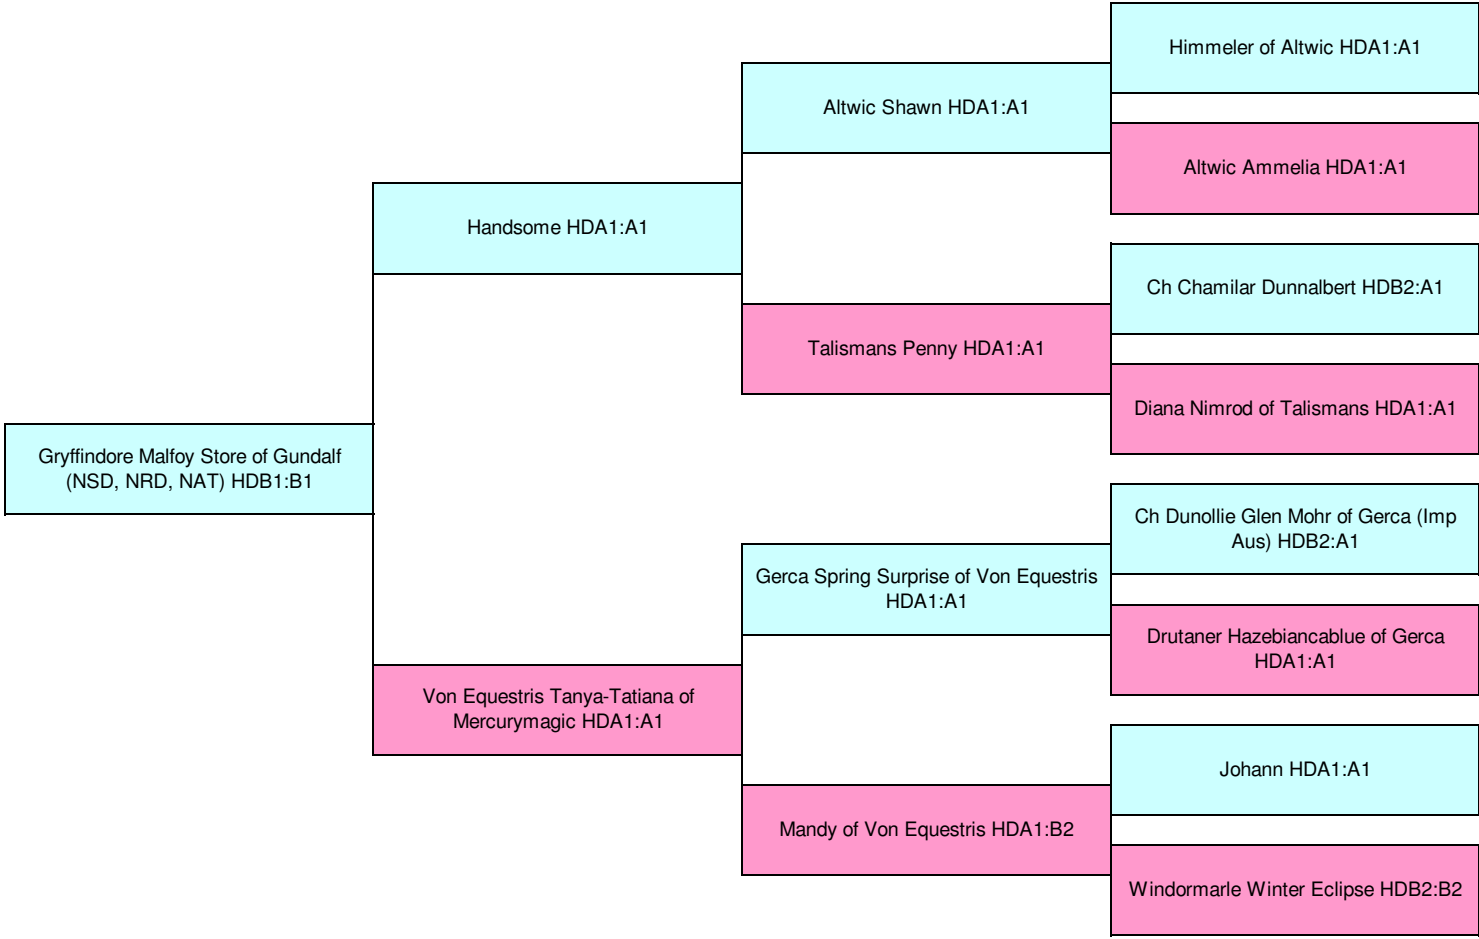 Himmeler of Altwic HDA1:A1
Altwic Shawn HDA1:A1
Altwic Ammelia HDA1:A1
Handsome HDA1:A1
Ch Chamilar Dunnalbert HDB2:A1
Talismans Penny HDA1:A1
Diana Nimrod of Talismans HDA1:A1
Gryffindore Malfoy Store of Gundalf
(NSD, NRD, NAT) HDB1:B1
Ch Dunollie Glen Mohr of Gerca (Imp
Aus) HDB2:A1
Gerca Spring Surprise of Von Equestris
HDA1:A1
Drutaner Hazebiancablue of Gerca
HDA1:A1
Von Equestris Tanya-Tatiana of
Mercurymagic HDA1:A1
Johann HDA1:A1
Mandy of Von Equestris HDA1:B2
Windormarle Winter Eclipse HDB2:B2